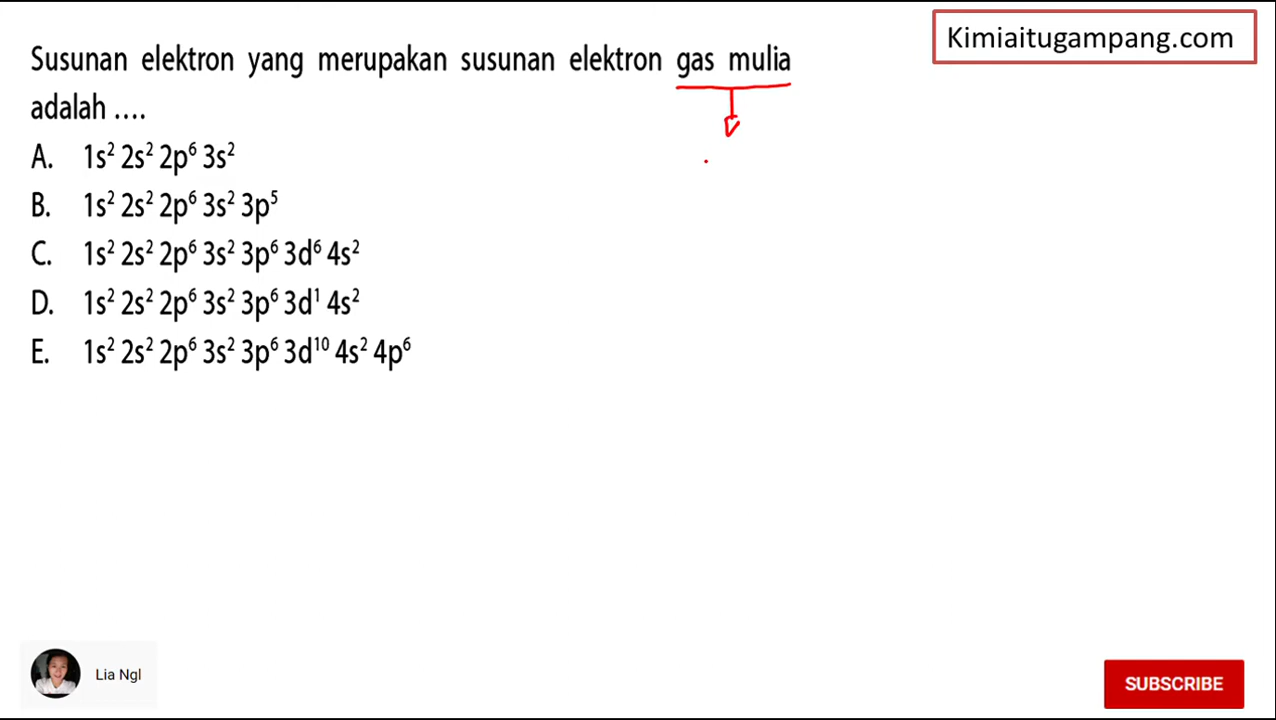 Kimiaitugampang.com
Susunan elektron yang merupakan susunan elektron gas mulia
adalah ....
A. 1s² 2s² 2p⁶ 3s²
B. 1s² 2s² 2p⁶ 3s² 3p⁵
C. 1s² 2s² 2p⁶ 3s² 3p⁶ 3d⁶ 4s²
D. 1s² 2s² 2p⁶ 3s² 3p⁶ 3d¹ 4s²
E. 1s² 2s² 2p⁶ 3s² 3p⁶ 3d¹⁰ 4s² 4p⁶
Lia Ngl
SUBSCRIBE